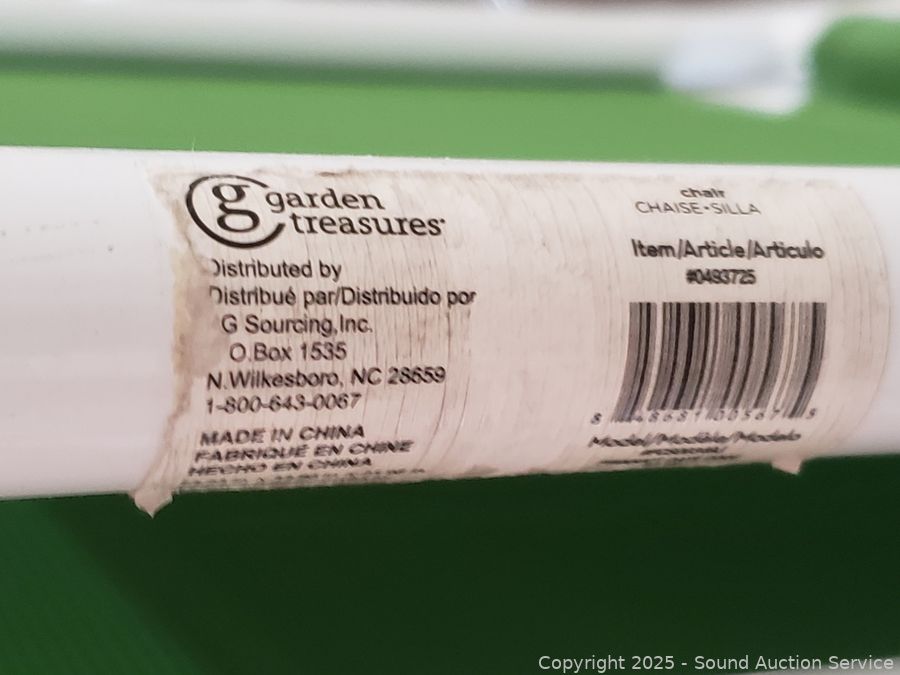 g garden
treasures
Distributed by
Distribué par/Distribuido por
G Sourcing,Inc.
O.Box 1535
N.Wilkesboro, NC 28659
1-800-643-0067
MADE IN CHINA
FABRIQUÉ EN CHINE
HECHO EN CHINA
chair
CHAISE•SILLA
Item/Article/Artículo
#0493725
Model/Modèle/Modelo
Copyright 2025 - Sound Auction Service